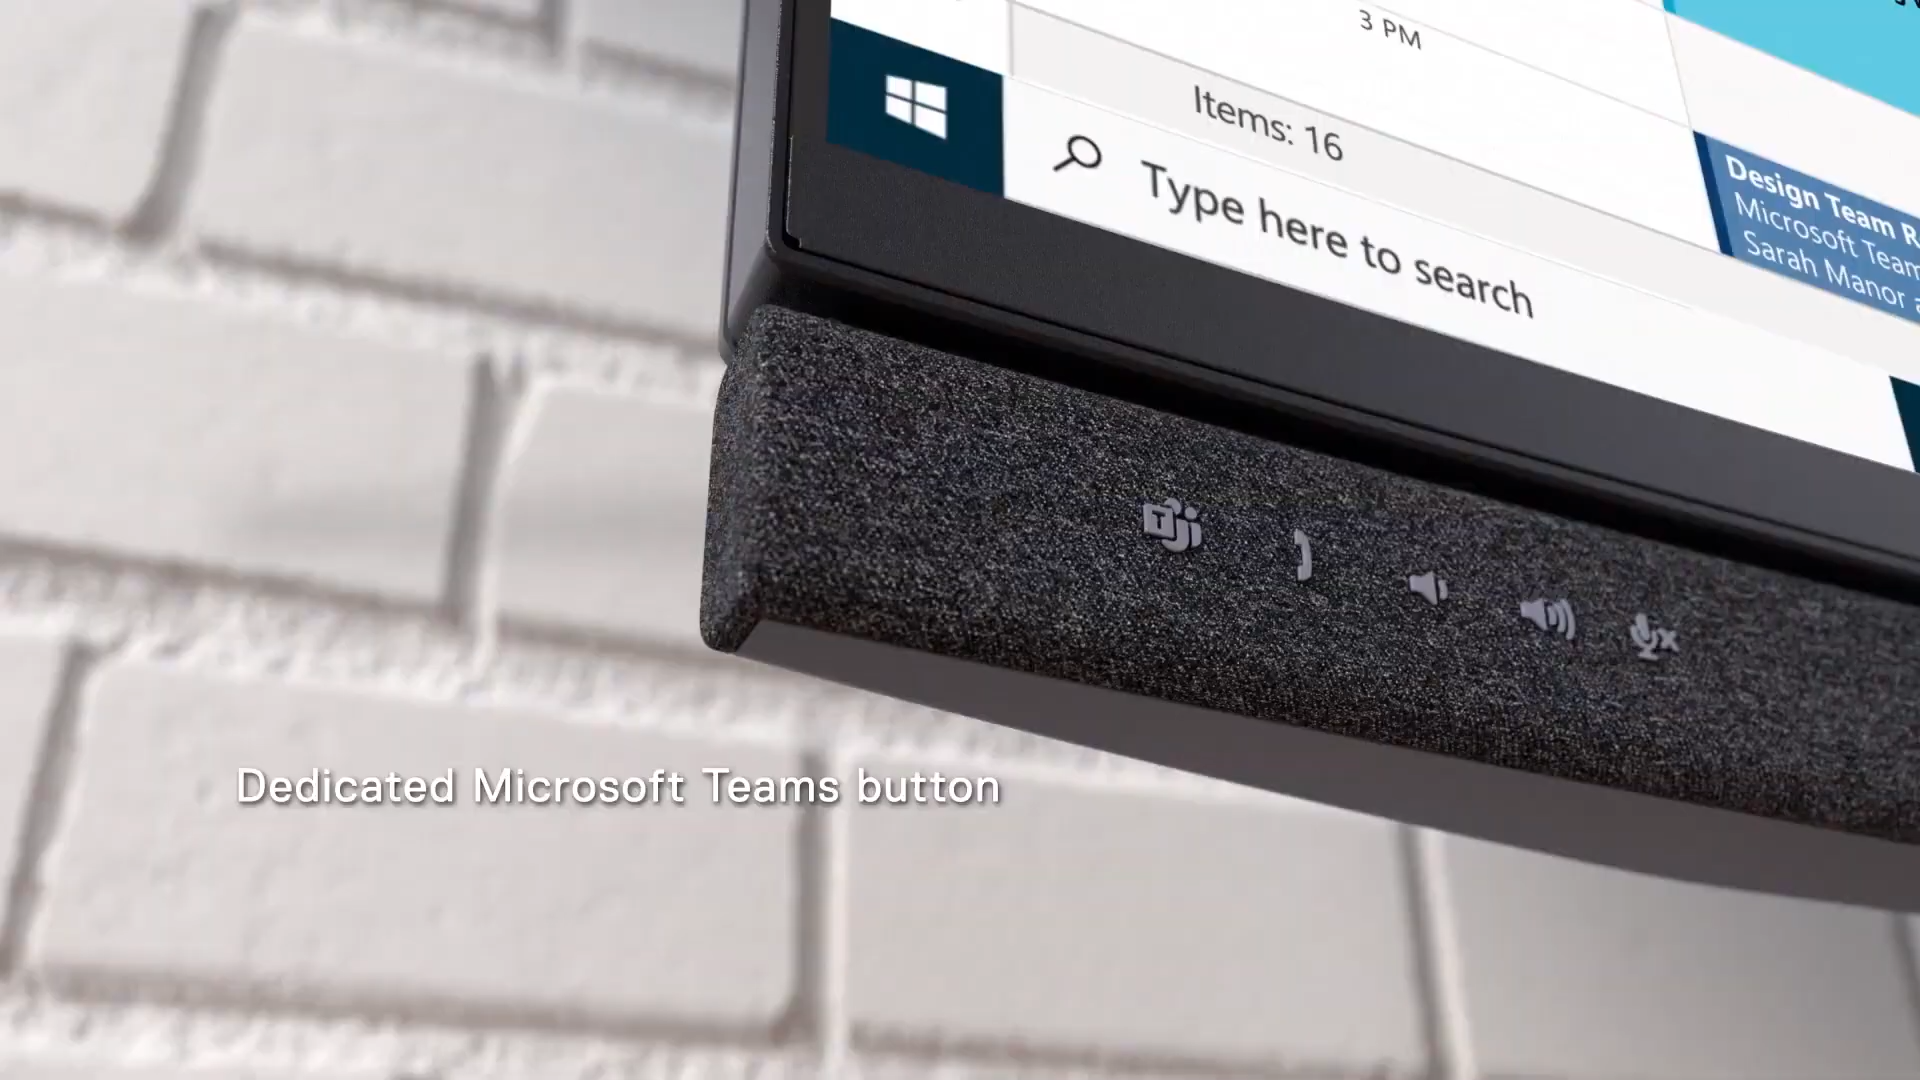 3 PM
Items: 16
Type here to search
Design Team
Microsoft Team
Sarah Manor
T
Dedicated Microsoft Teams button